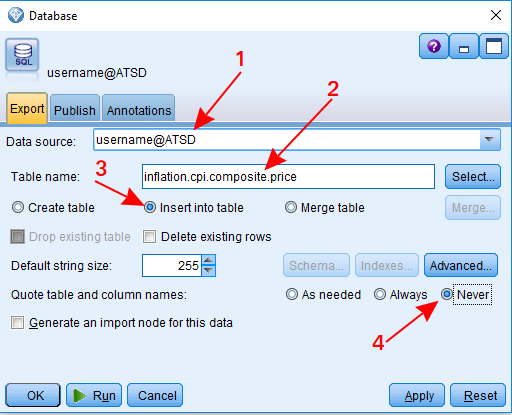 Database
SQL
username@ATSD
Export Publish Annotations
1
2
Data source: username@ATSD
3
Table name: inflation.cpi.composite.price Select...
Create table Insert into table Merge table Merge...
Drop existing table Delete existing rows
Default string size: 255 Schema... Indexes... Advanced...
Quote table and column names: As needed Always Never
4
Generate an import node for this data
OK Run Cancel Apply Reset